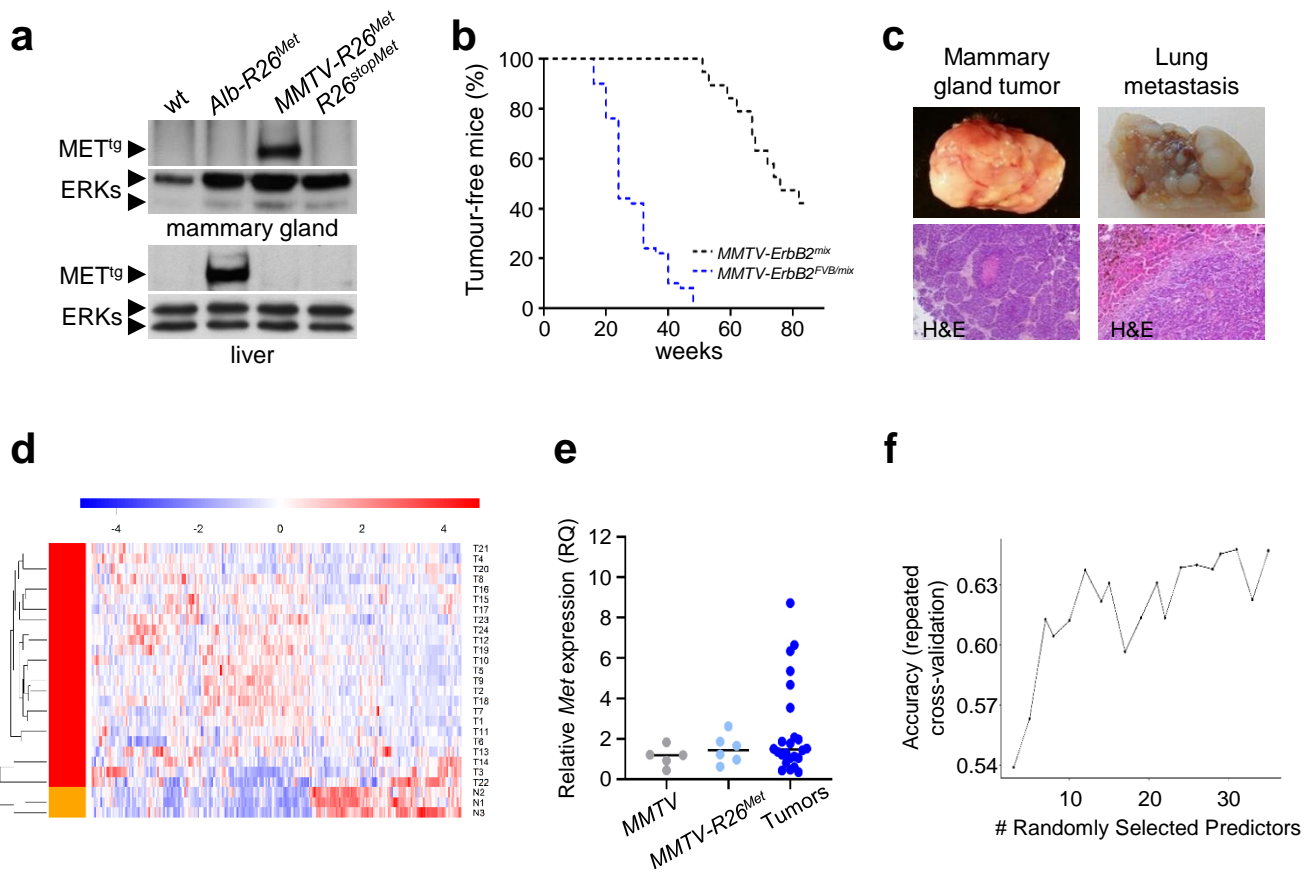 a
wt
Alb-R26Met
MMTV-R26Met
R26stopMet
METtg
ERKs
mammary gland
METtg
ERKs
liver
b
Tumour-free mice (%)
100
80
60
40
20
0
MMTV-ErbB2mix
MMTV-ErbB2FVB/mix
0 20 40 60 80
weeks
c
Mammary
gland tumor
Lung
metastasis
H&E
H&E
d
-4 -2 0 2 4
T21
T4
T20
T8
T16
T15
T17
T23
T24
T12
T19
T10
T5
T9
T2
T18
T7
T1
T11
T6
T13
T14
T3
T22
N2
N1
N3
e
Relative Met expression (RQ)
12
10
8
6
4
2
0
MMTV
MMTV-R26Met
Tumors
f
Accuracy (repeated
cross-validation)
0.63
0.60
0.57
0.54
10 20 30
# Randomly Selected Predictors